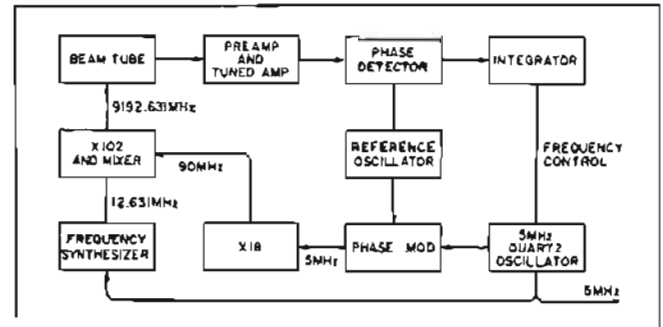 BEAM TUBE
PREAMP
AND
TUNED AMP
PHASE
DETECTOR
INTEGRATOR
9192.631MHz
X102
AND MIXER
90MHz
REFERENCE
OSCILLATOR
FREQUENCY
CONTROL
12.631MHz
FREQUENCY
SYNTHESIZER
X18
5MHz
PHASE MOD
5MHz
QUARTZ
OSCILLATOR
5MHz